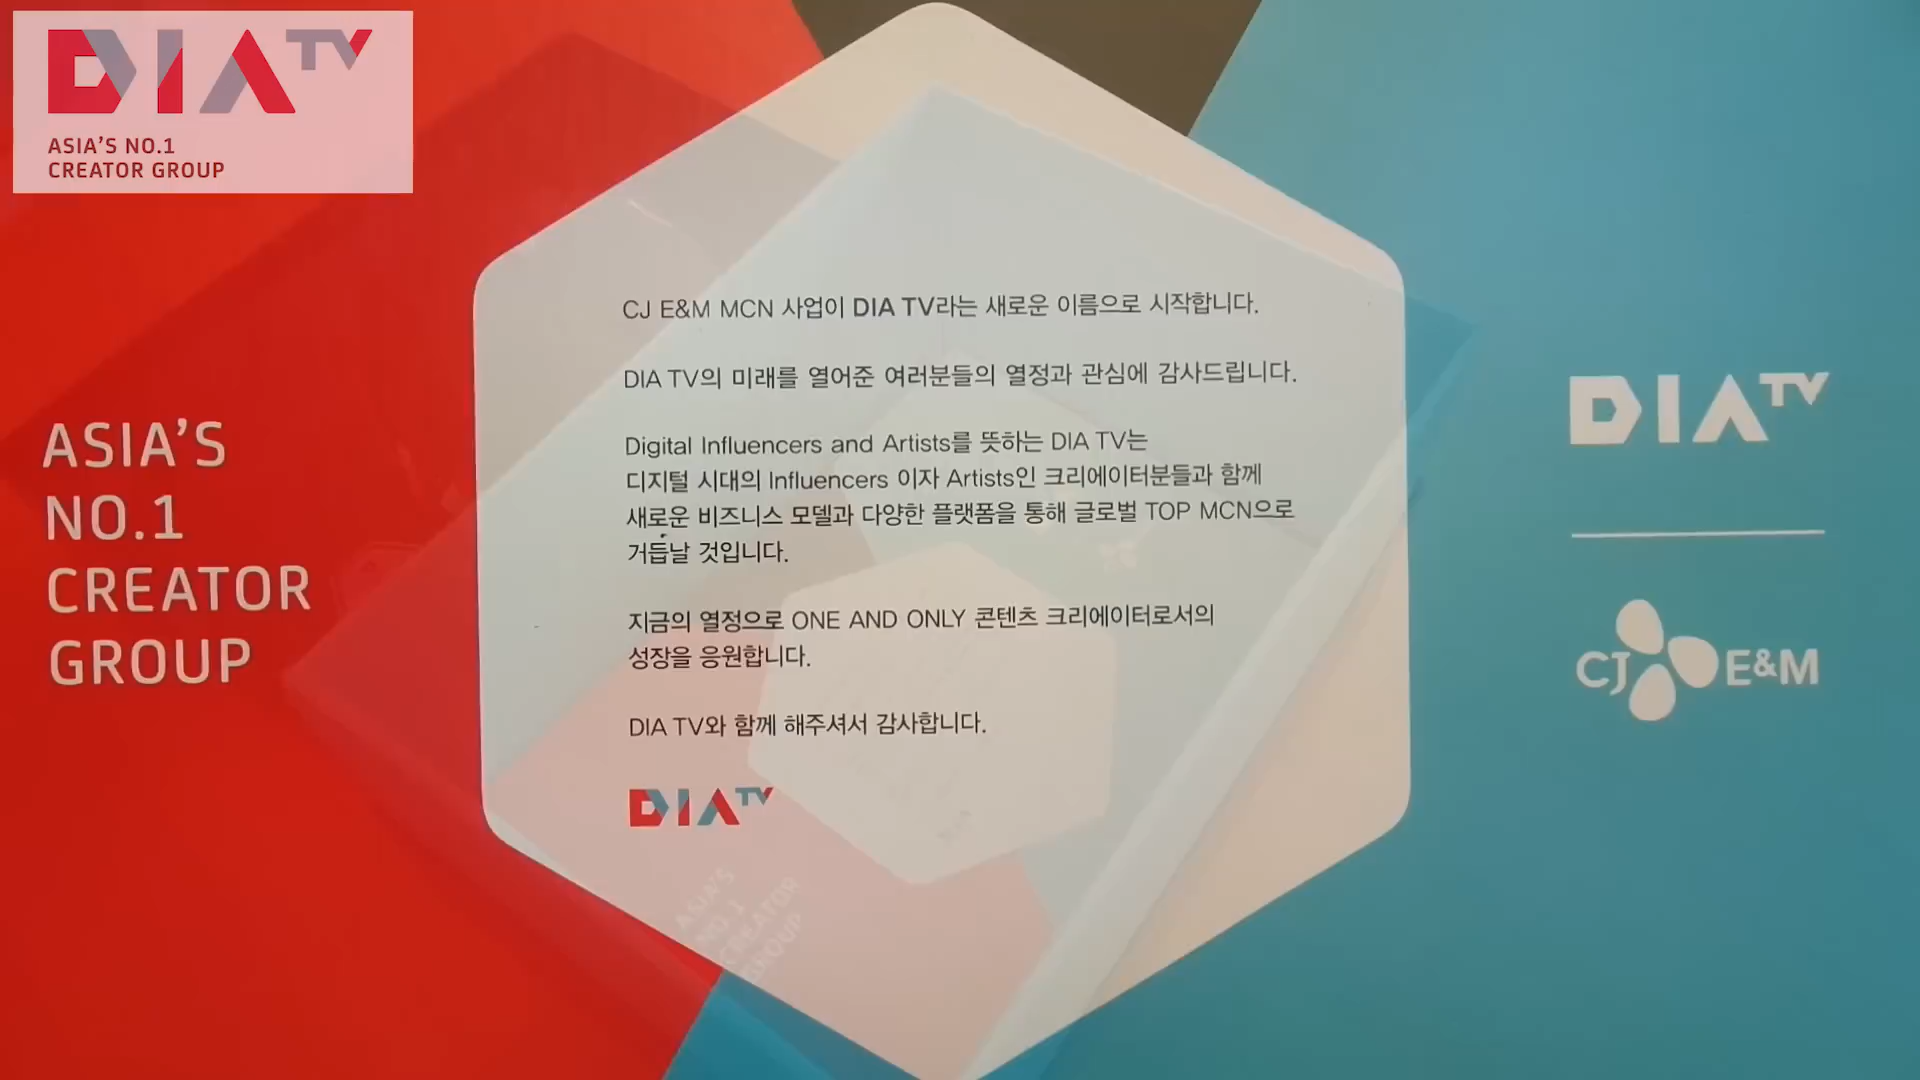 DIA TV
ASIA'S NO.1
CREATOR GROUP
ASIA'S
NO.1
CREATOR
GROUP
CJ E&M MCN 사업이 DIA TV라는 새로운 이름으로 시작합니다.
DIA TV의 미래를 열어준 여러분들의 열정과 관심에 감사드립니다.
Digital Influencers and Artists를 뜻하는 DIA TV는
디지털 시대의 Influencers 이자 Artists인 크리에이터분들과 함께
새로운 비즈니스 모델과 다양한 플랫폼을 통해 글로벌 TOP MCN으로
거듭날 것입니다.
지금의 열정으로 ONE AND ONLY 콘텐츠 크리에이터로서의
성장을 응원합니다.
DIA TV와 함께 해주셔서 감사합니다.
DIA TV
ASIA'S
NO.1
CREATOR
GROUP
DIA TV
CJ E&M